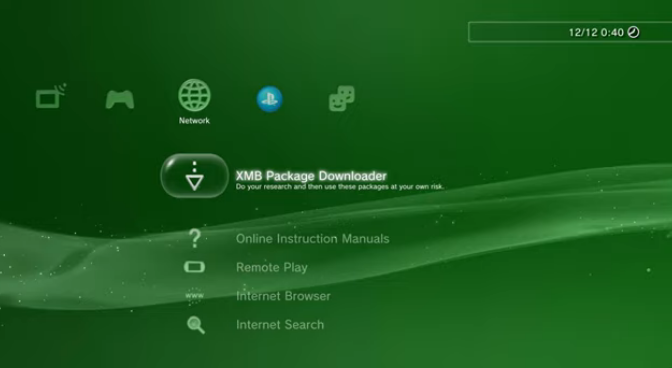 12/12 0:40
Network
XMB Package Downloader
Do your research and then use these packages at your own risk.
Online Instruction Manuals
Remote Play
www
Internet Browser
Internet Search